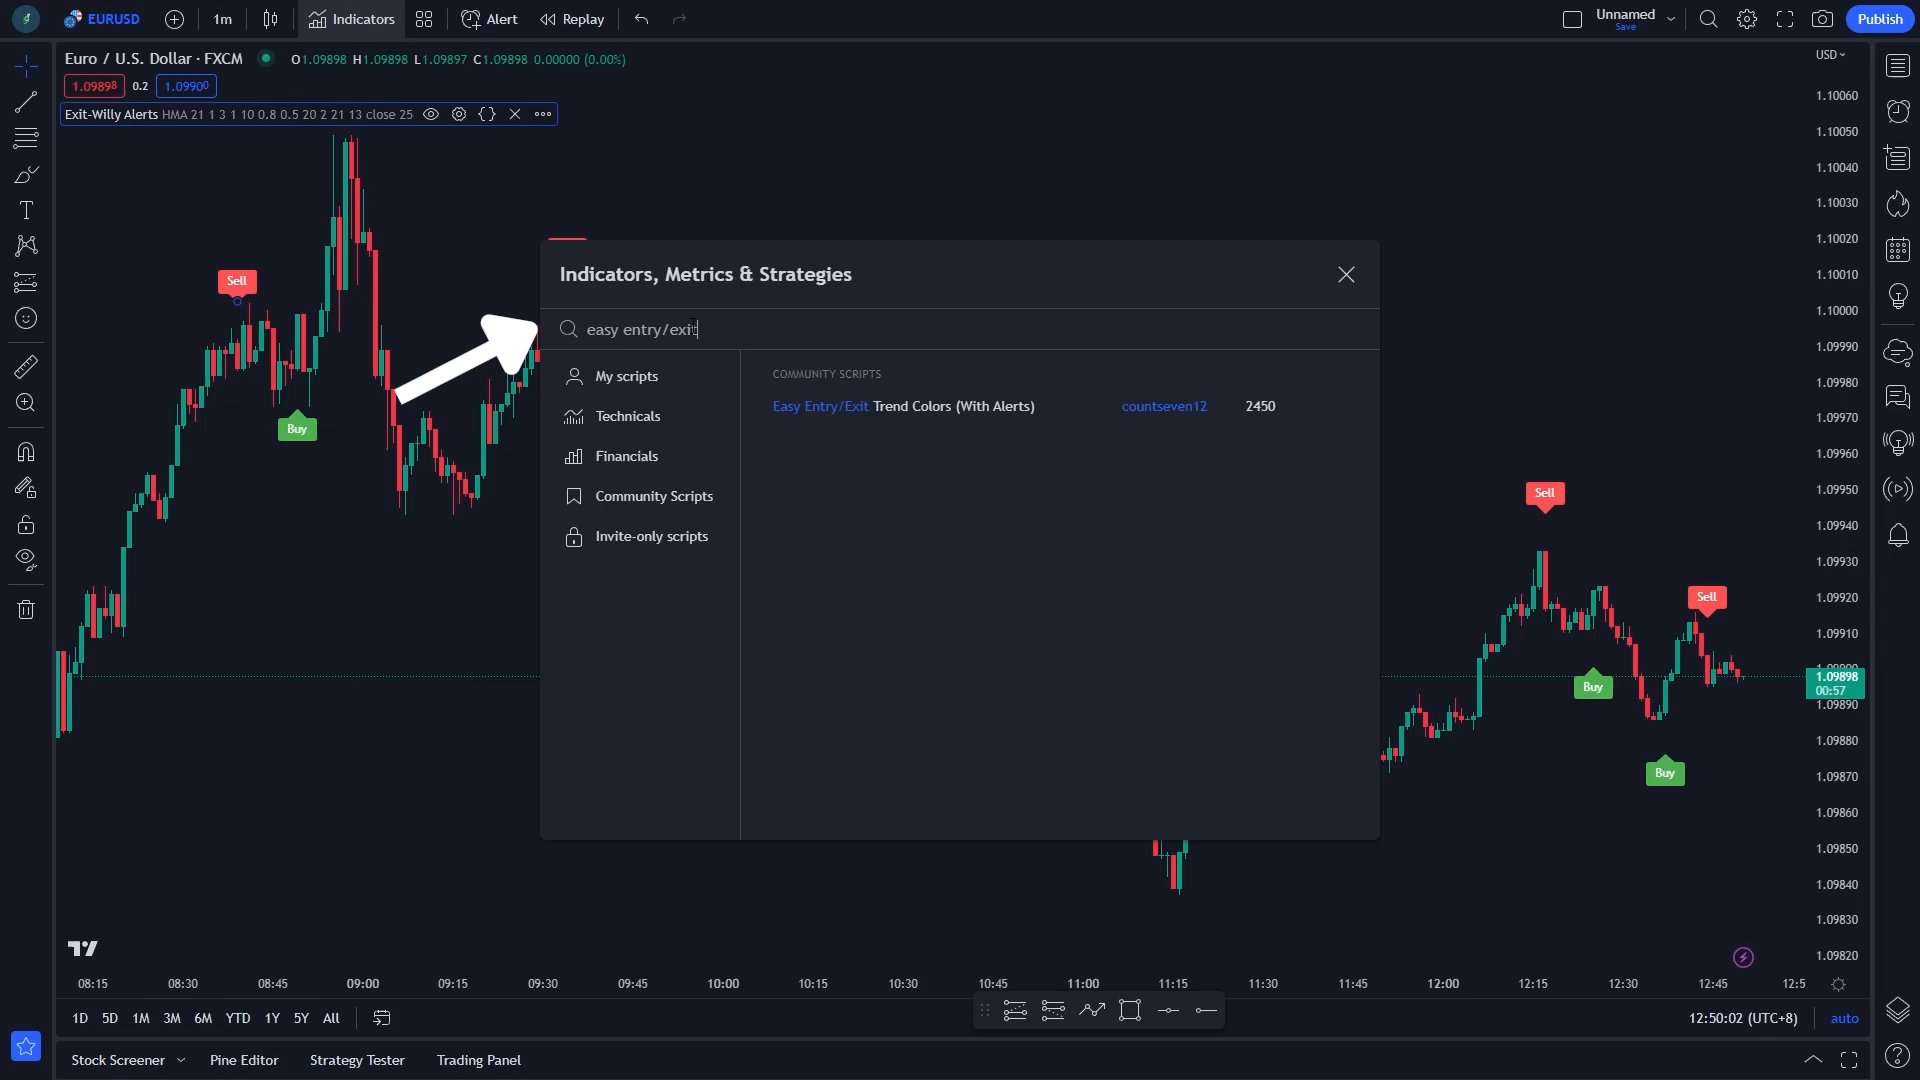 EURUSD 1m Indicators Alert Replay Unnamed Save Publish
Euro / U.S. Dollar · FXCM O1.09898 H1.09898 L1.09897 C1.09898 0.00000 (0.00%) USD
1.09898 0.2 1.09900
Exit-Willy Alerts HMA 21 1 3 1 10 0.8 0.5 20 2 21 13 close 25
Sell
Buy
Indicators, Metrics & Strategies
easy entry/exit
My scripts
Technicals
Financials
Community Scripts
Invite-only scripts
COMMUNITY SCRIPTS
Easy Entry/Exit Trend Colors (With Alerts) countseven12 2450
Sell
Buy
Sell
Buy
1.10060
1.10050
1.10040
1.10030
1.10020
1.10010
1.10000
1.09990
1.09980
1.09970
1.09960
1.09950
1.09940
1.09930
1.09920
1.09910
1.09898
00:57
1.09890
1.09880
1.09870
1.09860
1.09850
1.09840
1.09830
1.09820
08:15 08:30 08:45 09:00 09:15 09:30 09:45 10:00 10:15 10:30 10:45 11:00 11:15 11:30 11:45 12:00 12:15 12:30 12:45 12:5
1D 5D 1M 3M 6M YTD 1Y 5Y All 12:50:02 (UTC+8) auto
Stock Screener Pine Editor Strategy Tester Trading Panel